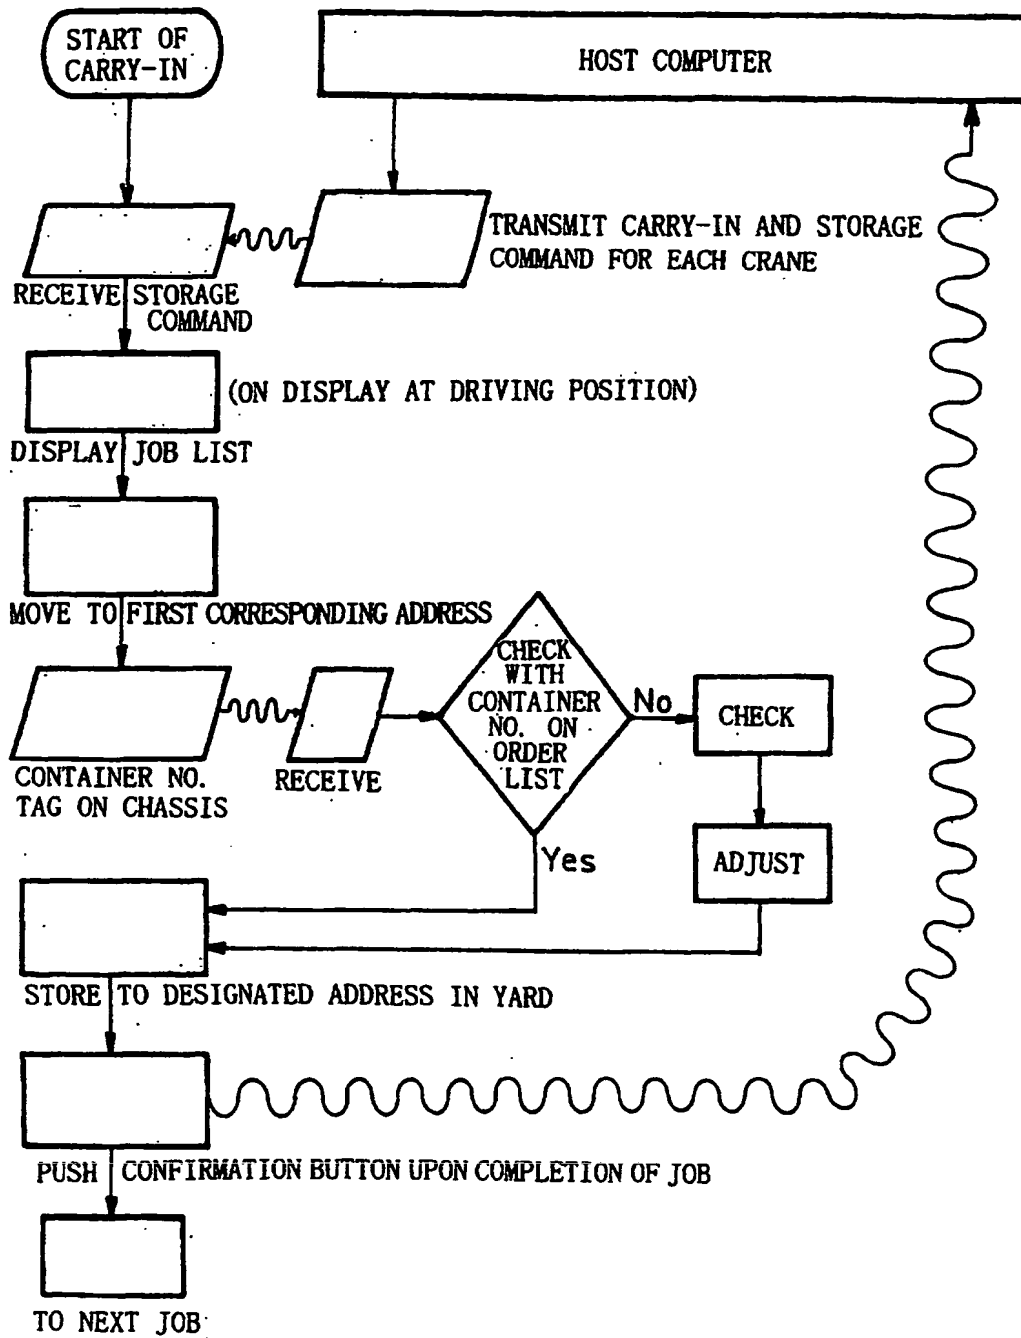 START OF
CARRY-IN
HOST COMPUTER
TRANSMIT CARRY-IN AND STORAGE
COMMAND FOR EACH CRANE
RECEIVE STORAGE
COMMAND
(ON DISPLAY AT DRIVING POSITION)
DISPLAY JOB LIST
MOVE TO FIRST CORRESPONDING ADDRESS
CONTAINER NO.
TAG ON CHASSIS
RECEIVE
CHECK
WITH
CONTAINER
NO. ON
ORDER
LIST
No
CHECK
Yes
ADJUST
STORE TO DESIGNATED ADDRESS IN YARD
PUSH CONFIRMATION BUTTON UPON COMPLETION OF JOB
TO NEXT JOB